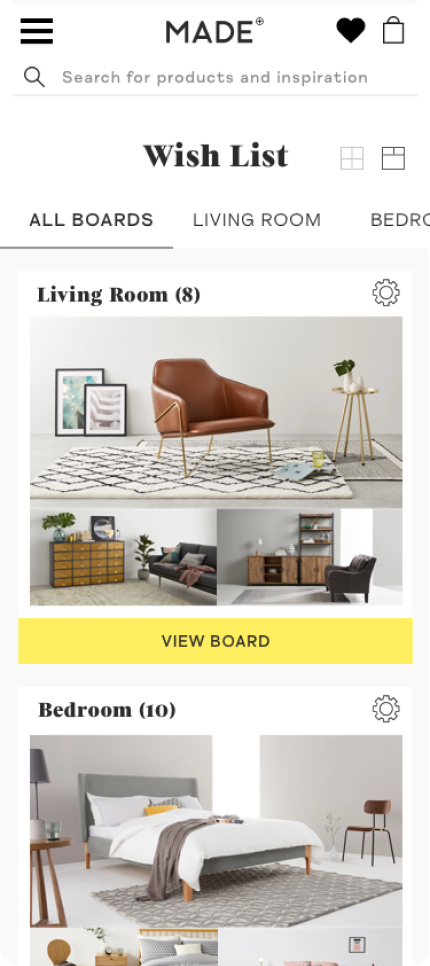 MADE
Search for products and inspiration
Wish List
ALL BOARDS LIVING ROOM BEDRO
Living Room (8)
VIEW BOARD
Bedroom (10)